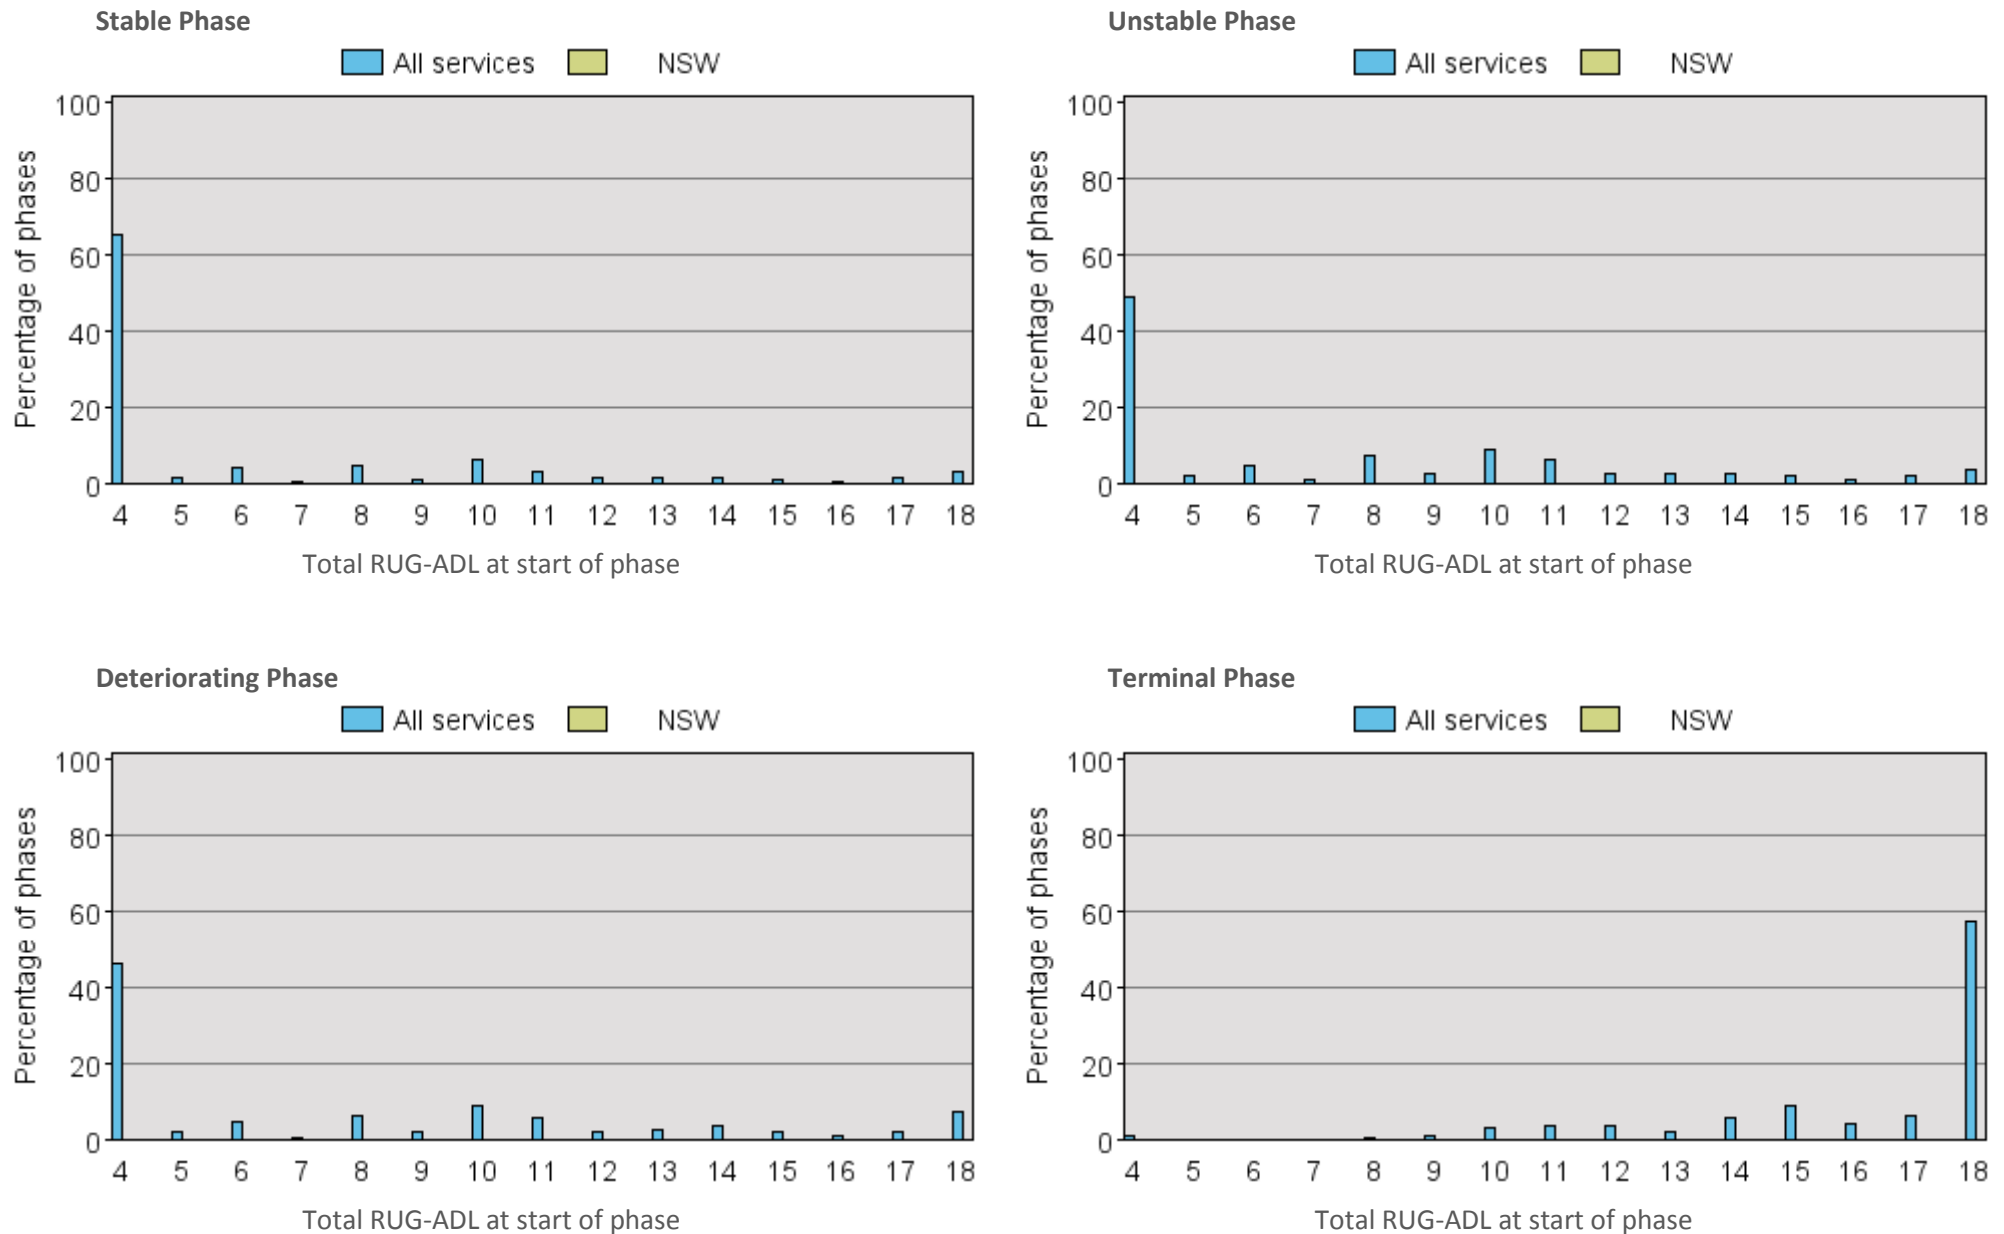 Stable Phase
All services NSW
Percentage of phases
100
80
60
40
20
0
4 5 6 7 8 9 10 11 12 13 14 15 16 17 18
Total RUG-ADL at start of phase
Unstable Phase
All services NSW
Percentage of phases
100
80
60
40
20
0
4 5 6 7 8 9 10 11 12 13 14 15 16 17 18
Total RUG-ADL at start of phase
Deteriorating Phase
All services NSW
Percentage of phases
100
80
60
40
20
0
4 5 6 7 8 9 10 11 12 13 14 15 16 17 18
Total RUG-ADL at start of phase
Terminal Phase
All services NSW
Percentage of phases
100
80
60
40
20
0
4 5 6 7 8 9 10 11 12 13 14 15 16 17 18
Total RUG-ADL at start of phase